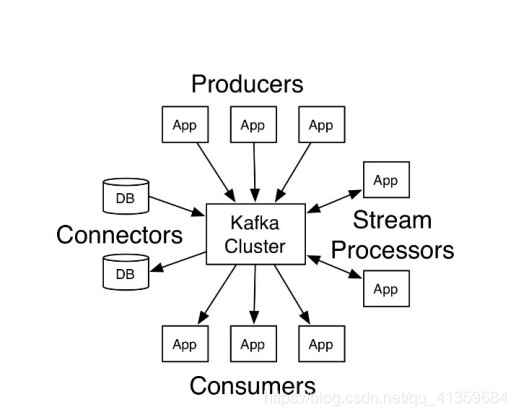 Producers
App
App
App
DB
App
Kafka
Cluster
Connectors
Stream
Processors
DB
App
App
App
App
Consumers
https://blog.csdn.net/qq_41359684